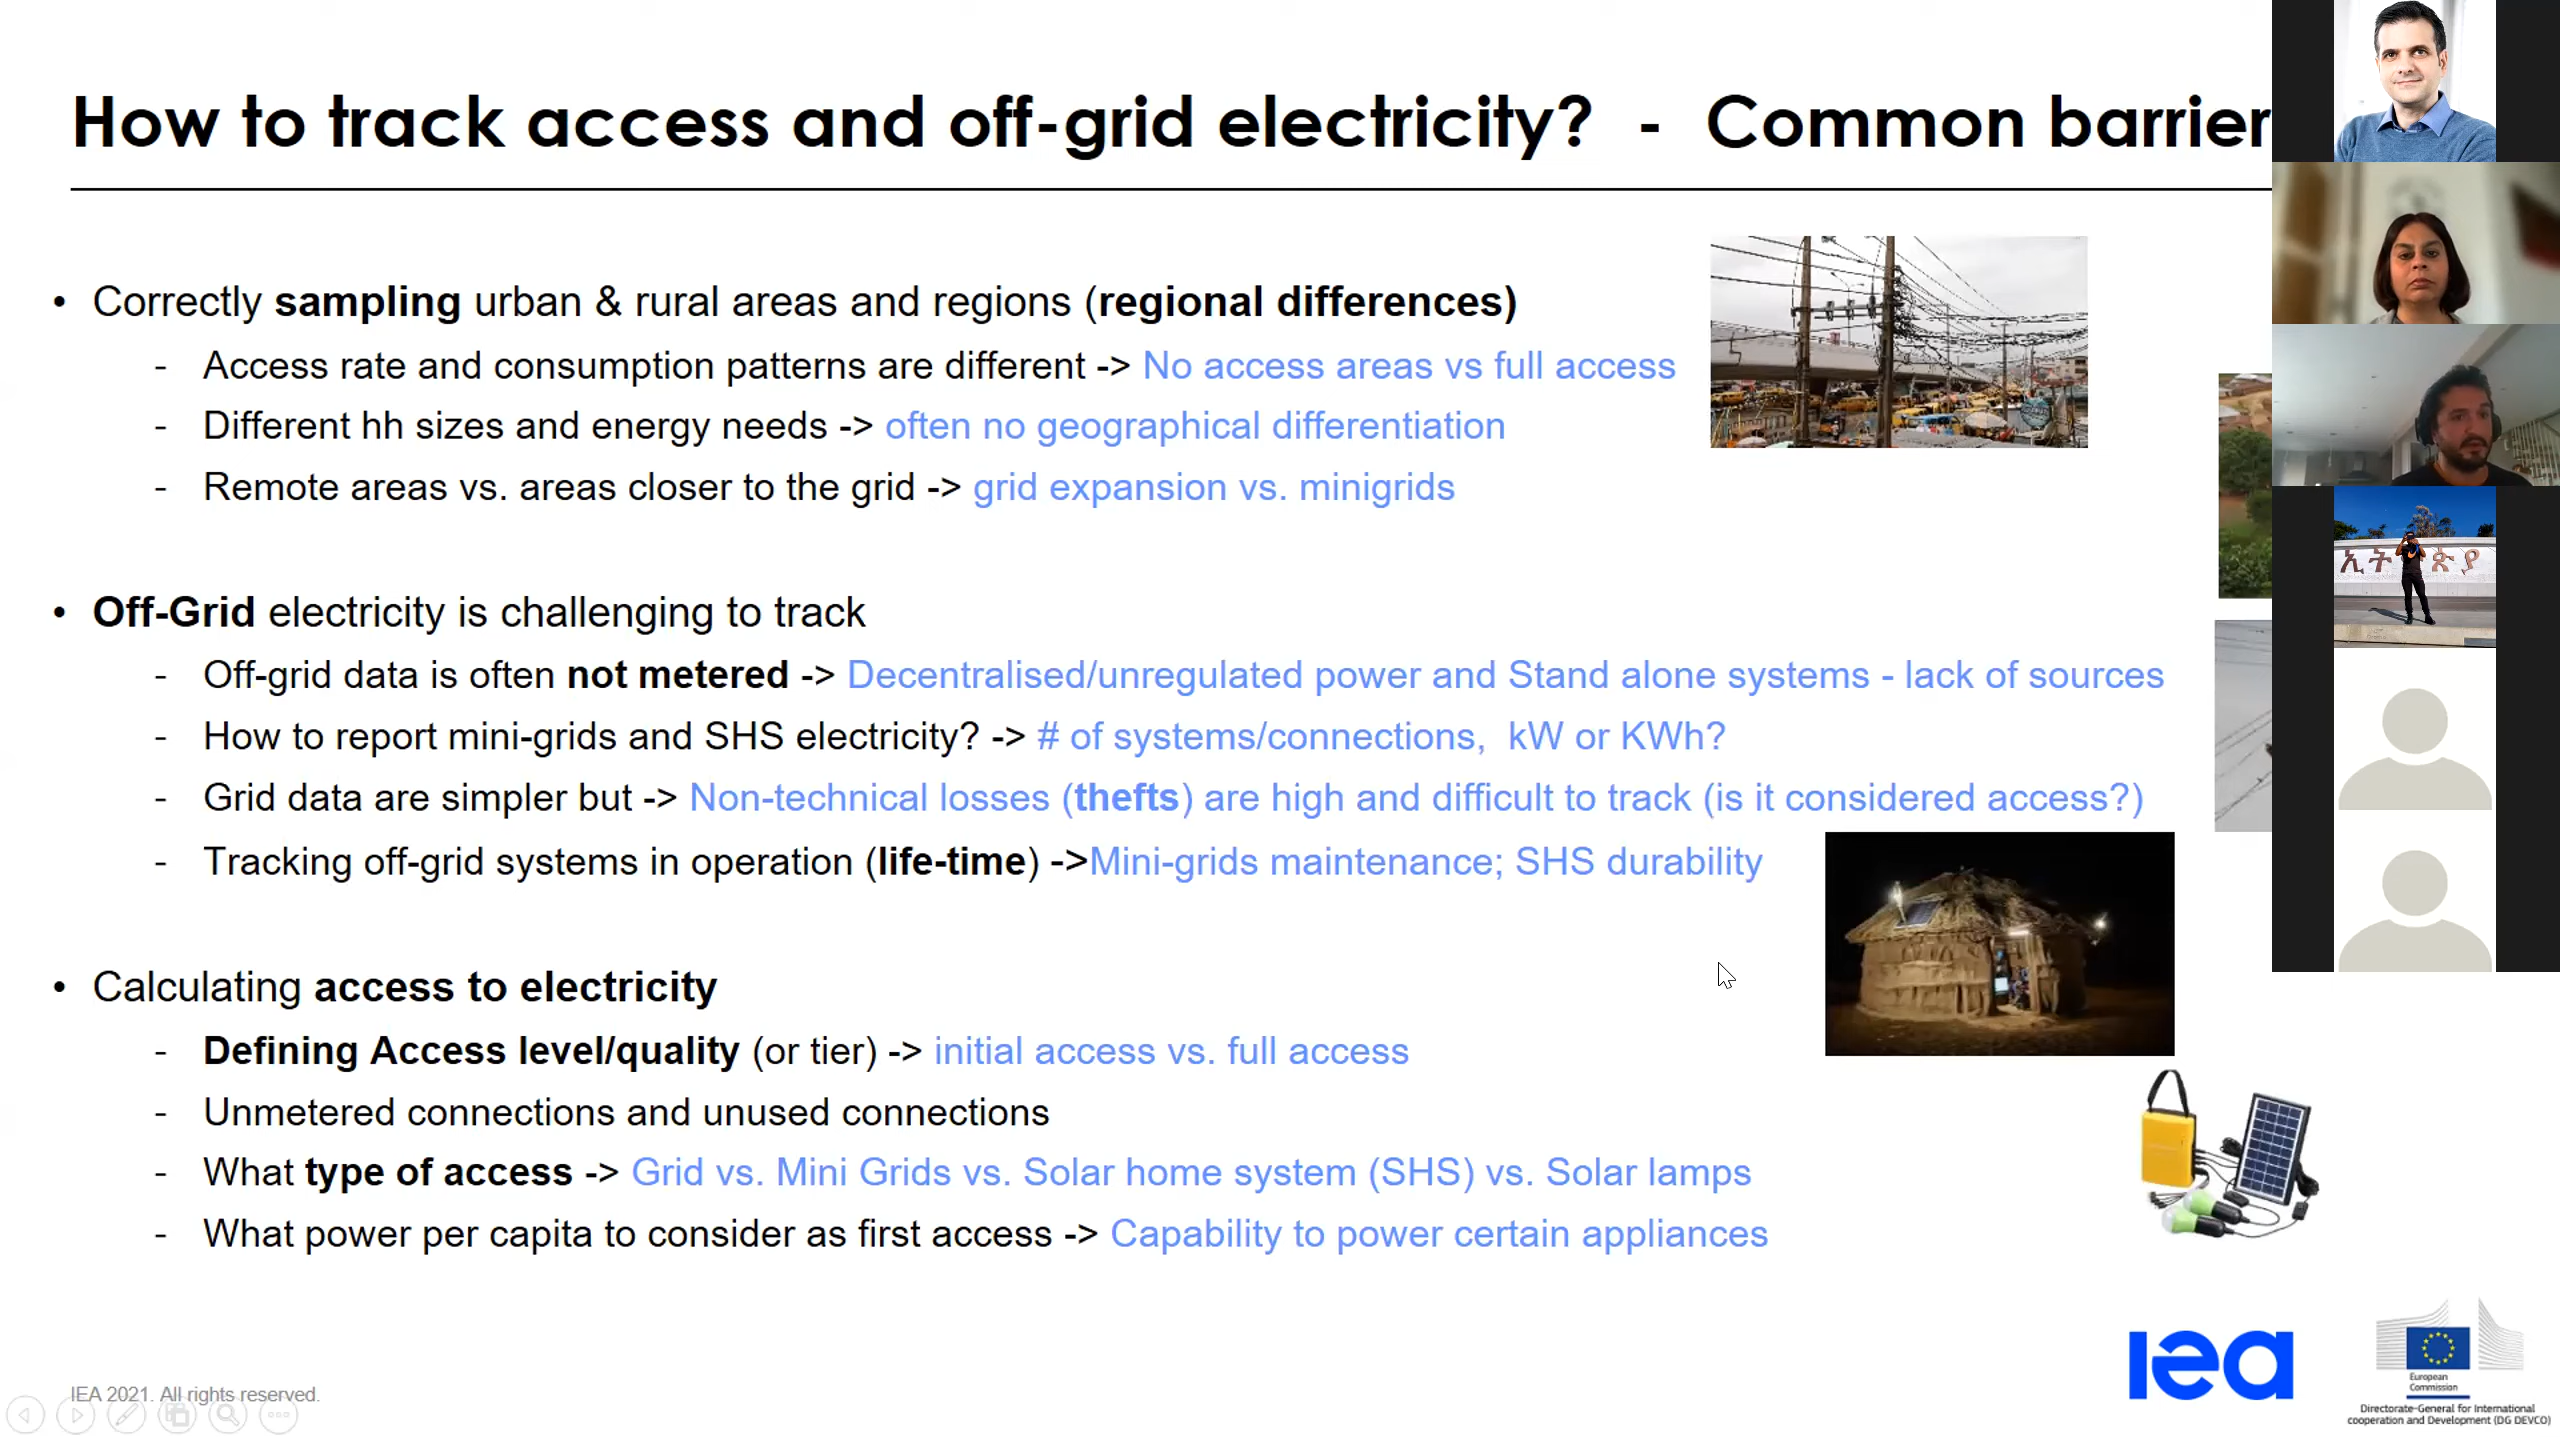 How to track access and off-grid electricity? - Common barrier
• Correctly sampling urban & rural areas and regions (regional differences)
- Access rate and consumption patterns are different -> No access areas vs full access
- Different hh sizes and energy needs -> often no geographical differentiation
- Remote areas vs. areas closer to the grid -> grid expansion vs. minigrids
• Off-Grid electricity is challenging to track
- Off-grid data is often not metered -> Decentralised/unregulated power and Stand alone systems - lack of sources
- How to report mini-grids and SHS electricity? -> # of systems/connections, kW or KWh?
- Grid data are simpler but -> Non-technical losses (thefts) are high and difficult to track (is it considered access?)
- Tracking off-grid systems in operation (life-time) ->Mini-grids maintenance; SHS durability
• Calculating access to electricity
- Defining Access level/quality (or tier) -> initial access vs. full access
- Unmetered connections and unused connections
- What type of access -> Grid vs. Mini Grids vs. Solar home system (SHS) vs. Solar lamps
- What power per capita to consider as first access -> Capability to power certain appliances
ኢት ጵያ
iea
European
Commission
Directorate-General for International
cooperation and Development (DG DEVCO)
IEA 2021. All rights reserved.